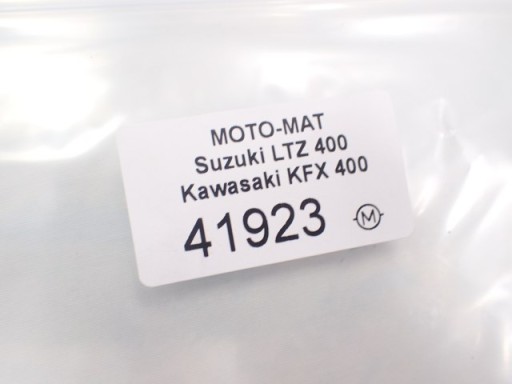 MOTO-MAT
Suzuki LTZ 400
Kawasaki KFX 400
41923 M